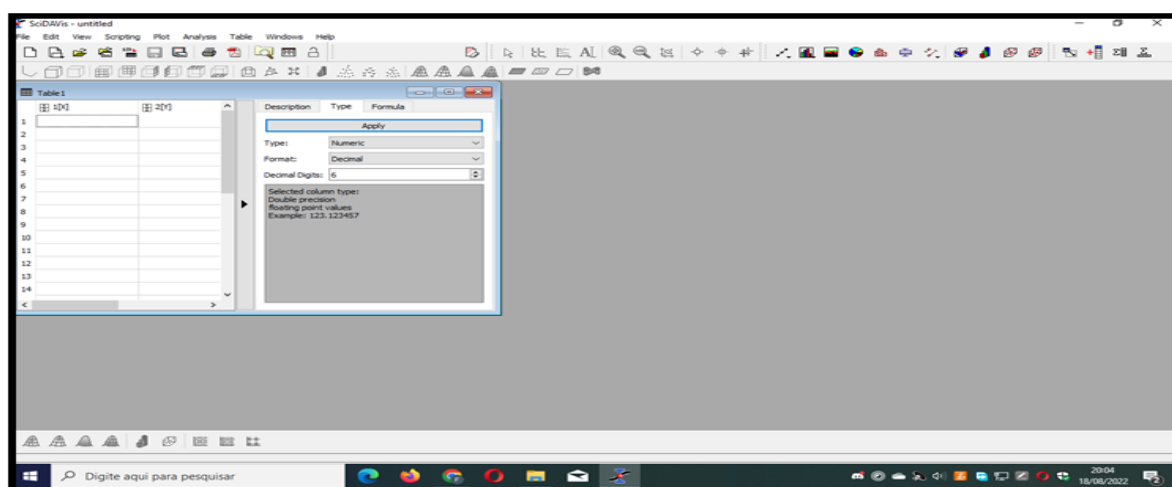 SciDAVis - untitled
File Edit View Scripting Plot Analysis Table Windows Help
Table1
1[X] 2[Y]
Description Type Formula
Apply
Type: Numeric
Format: Decimal
Decimal Digits: 6
Selected column type:
Double precision
floating point values
Example: 123.123457
1
2
3
4
5
6
7
8
9
10
11
12
13
14
Digite aqui para pesquisar
20:04
18/08/2022